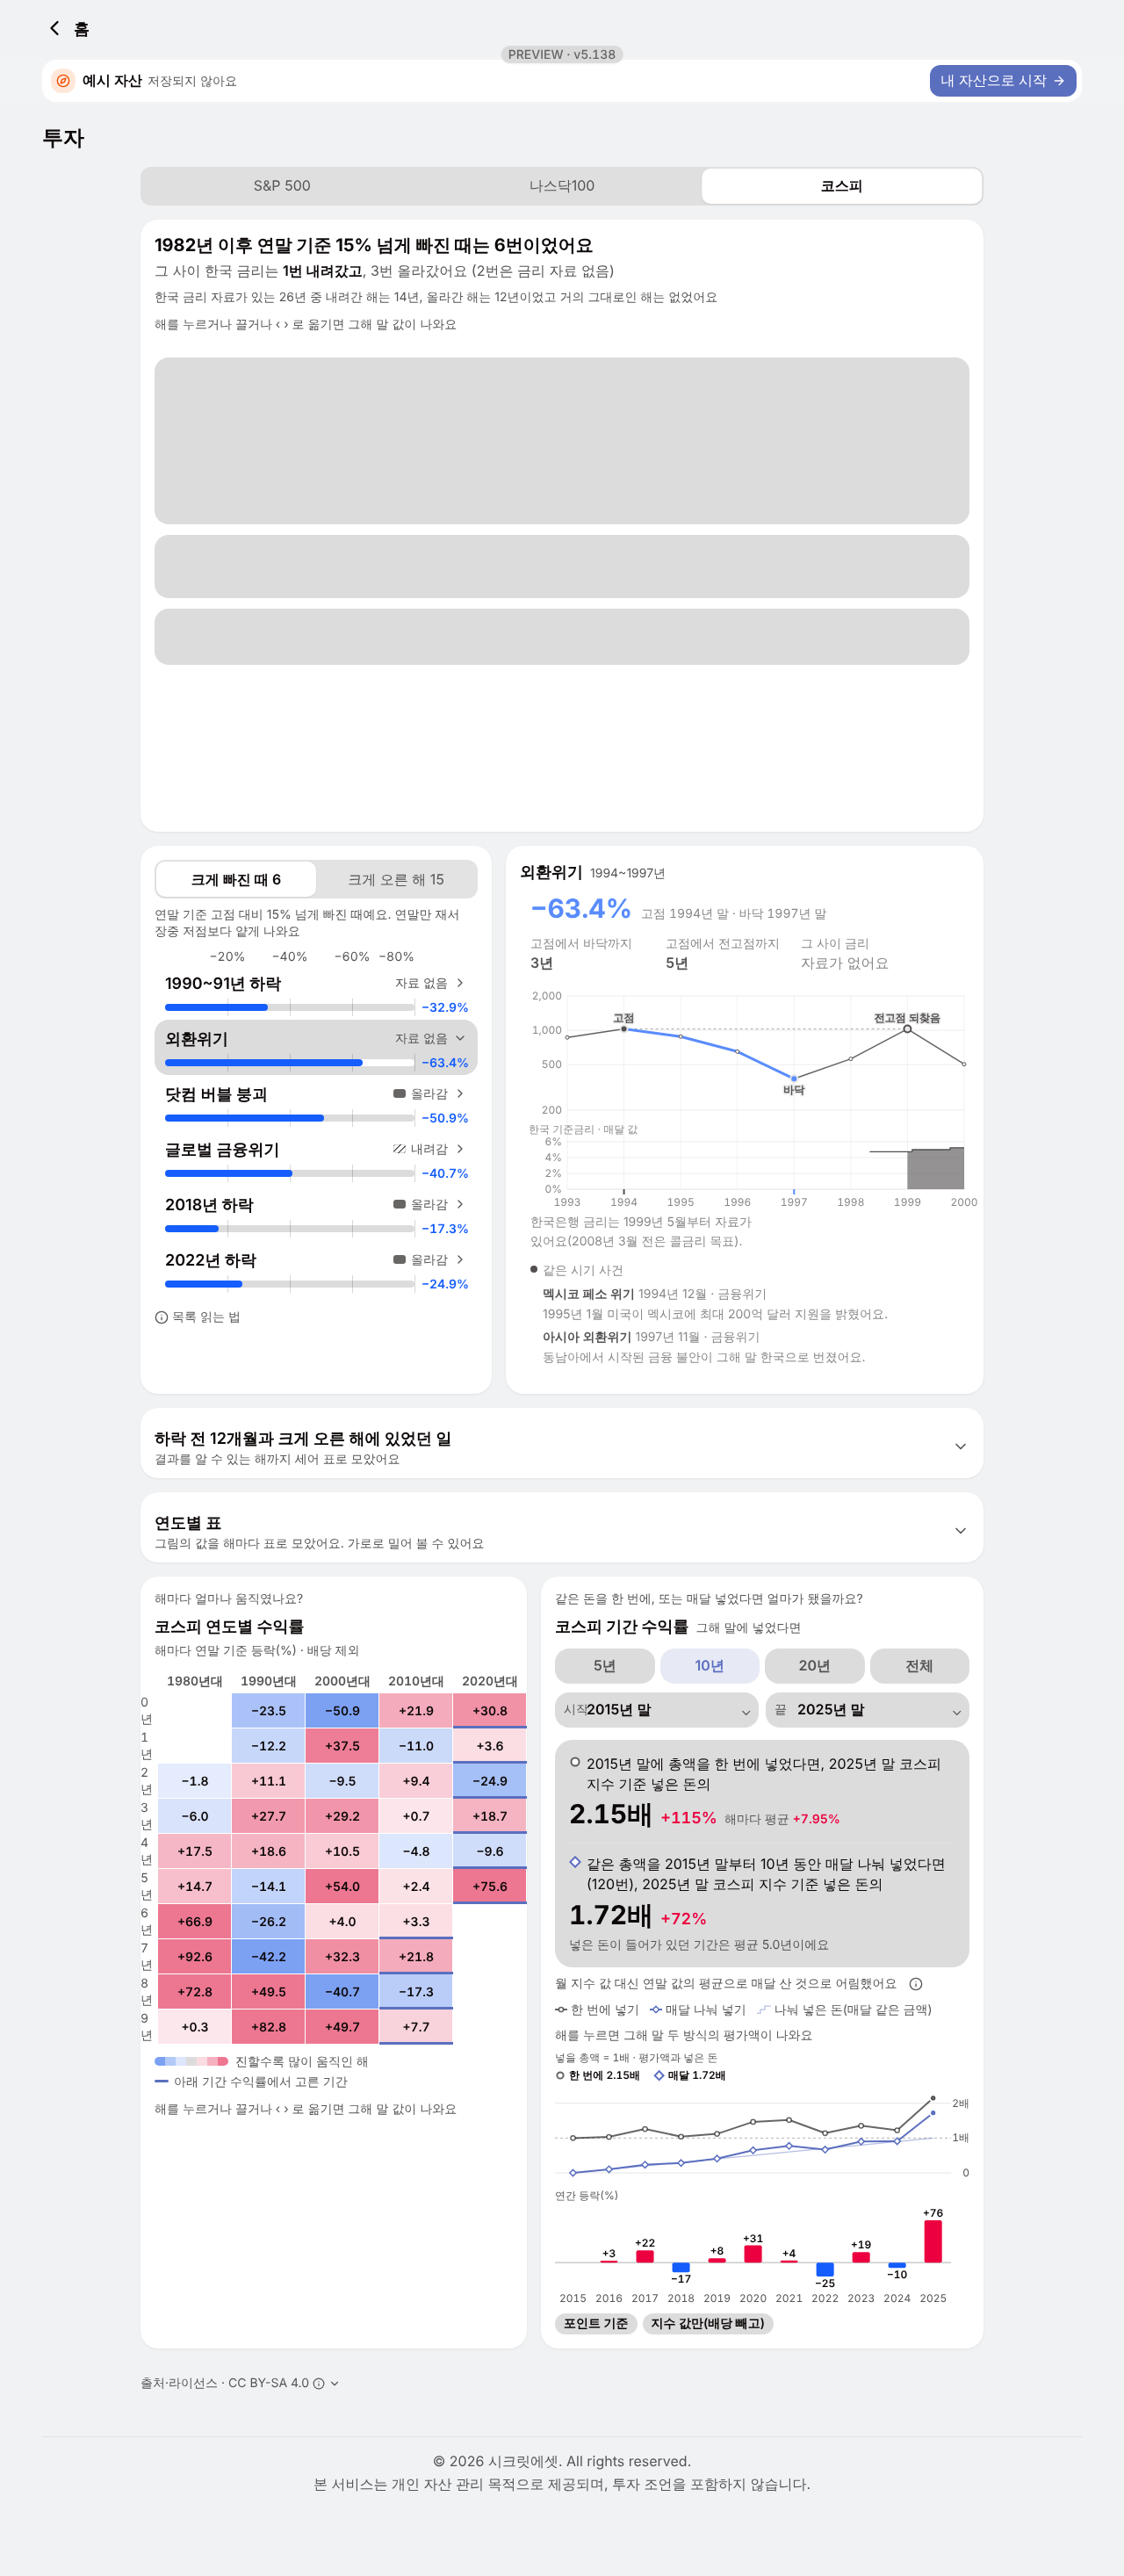 홈
PREVIEW · v5.138
예시 자산 저장되지 않아요
내 자산으로 시작 →
투자
S&P 500
나스닥100
코스피
1982년 이후 연말 기준 15% 넘게 빠진 때는 6번이었어요
그 사이 한국 금리는 1번 내려갔고, 3번 올라갔어요 (2번은 금리 자료 없음)
한국 금리 자료가 있는 26년 중 내려간 해는 14년, 올라간 해는 12년이었고 거의 그대로인 해는 없었어요
해를 누르거나 끌거나 ‹ › 로 옮기면 그해 말 값이 나와요
크게 빠진 때 6
크게 오른 해 15
연말 기준 고점 대비 15% 넘게 빠진 때예요. 연말만 재서
장중 저점보다 얕게 나와요
−20% −40% −60% −80%
1990~91년 하락 자료 없음
−32.9%
외환위기 자료 없음
−63.4%
닷컴 버블 붕괴 올라감
−50.9%
글로벌 금융위기 내려감
−40.7%
2018년 하락 올라감
−17.3%
2022년 하락 올라감
−24.9%
목록 읽는 법
외환위기 1994~1997년
−63.4% 고점 1994년 말 · 바닥 1997년 말
고점에서 바닥까지 고점에서 전고점까지 그 사이 금리
3년 5년 자료가 없어요
2,000
고점 전고점 되찾음
1,000
500
바닥
200
한국 기준금리 · 매달 값
6%
4%
2%
0%
1993 1994 1995 1996 1997 1998 1999 2000
한국은행 금리는 1999년 5월부터 자료가
있어요(2008년 3월 전은 콜금리 목표).
같은 시기 사건
멕시코 페소 위기 1994년 12월 · 금융위기
1995년 1월 미국이 멕시코에 최대 200억 달러 지원을 밝혔어요.
아시아 외환위기 1997년 11월 · 금융위기
동남아에서 시작된 금융 불안이 그해 말 한국으로 번졌어요.
하락 전 12개월과 크게 오른 해에 있었던 일
결과를 알 수 있는 해까지 세어 표로 모았어요
연도별 표
그림의 값을 해마다 표로 모았어요. 가로로 밀어 볼 수 있어요
해마다 얼마나 움직였나요?
코스피 연도별 수익률
해마다 연말 기준 등락(%) · 배당 제외
1980년대 1990년대 2000년대 2010년대 2020년대
0년 −23.5 −50.9 +21.9 +30.8
1년 −12.2 +37.5 −11.0 +3.6
2년 −1.8 +11.1 −9.5 +9.4 −24.9
3년 −6.0 +27.7 +29.2 +0.7 +18.7
4년 +17.5 +18.6 +10.5 −4.8 −9.6
5년 +14.7 −14.1 +54.0 +2.4 +75.6
6년 +66.9 −26.2 +4.0 +3.3
7년 +92.6 −42.2 +32.3 +21.8
8년 +72.8 +49.5 −40.7 −17.3
9년 +0.3 +82.8 +49.7 +7.7
진할수록 많이 움직인 해
아래 기간 수익률에서 고른 기간
해를 누르거나 끌거나 ‹ › 로 옮기면 그해 말 값이 나와요
같은 돈을 한 번에, 또는 매달 넣었다면 얼마가 됐을까요?
코스피 기간 수익률 그해 말에 넣었다면
5년 10년 20년 전체
시작 2015년 말 끝 2025년 말
2015년 말에 총액을 한 번에 넣었다면, 2025년 말 코스피
지수 기준 넣은 돈의
2.15배 +115% 해마다 평균 +7.95%
같은 총액을 2015년 말부터 10년 동안 매달 나눠 넣었다면
(120번), 2025년 말 코스피 지수 기준 넣은 돈의
1.72배 +72%
넣은 돈이 들어가 있던 기간은 평균 5.0년이에요
월 지수 값 대신 연말 값의 평균으로 매달 산 것으로 어림했어요
한 번에 넣기 매달 나눠 넣기 나눠 넣은 돈(매달 같은 금액)
해를 누르면 그해 말 두 방식의 평가액이 나와요
넣을 총액 = 1배 · 평가액과 넣은 돈
한 번에 2.15배 매달 1.72배
2배
1배
0
연간 등락(%)
+3 +22 −17 +8 +31 +4 −25 +19 −10 +76
2015 2016 2017 2018 2019 2020 2021 2022 2023 2024 2025
포인트 기준 지수 값만(배당 빼고)
출처·라이선스 · CC BY-SA 4.0
© 2026 시크릿에셋. All rights reserved.
본 서비스는 개인 자산 관리 목적으로 제공되며, 투자 조언을 포함하지 않습니다.